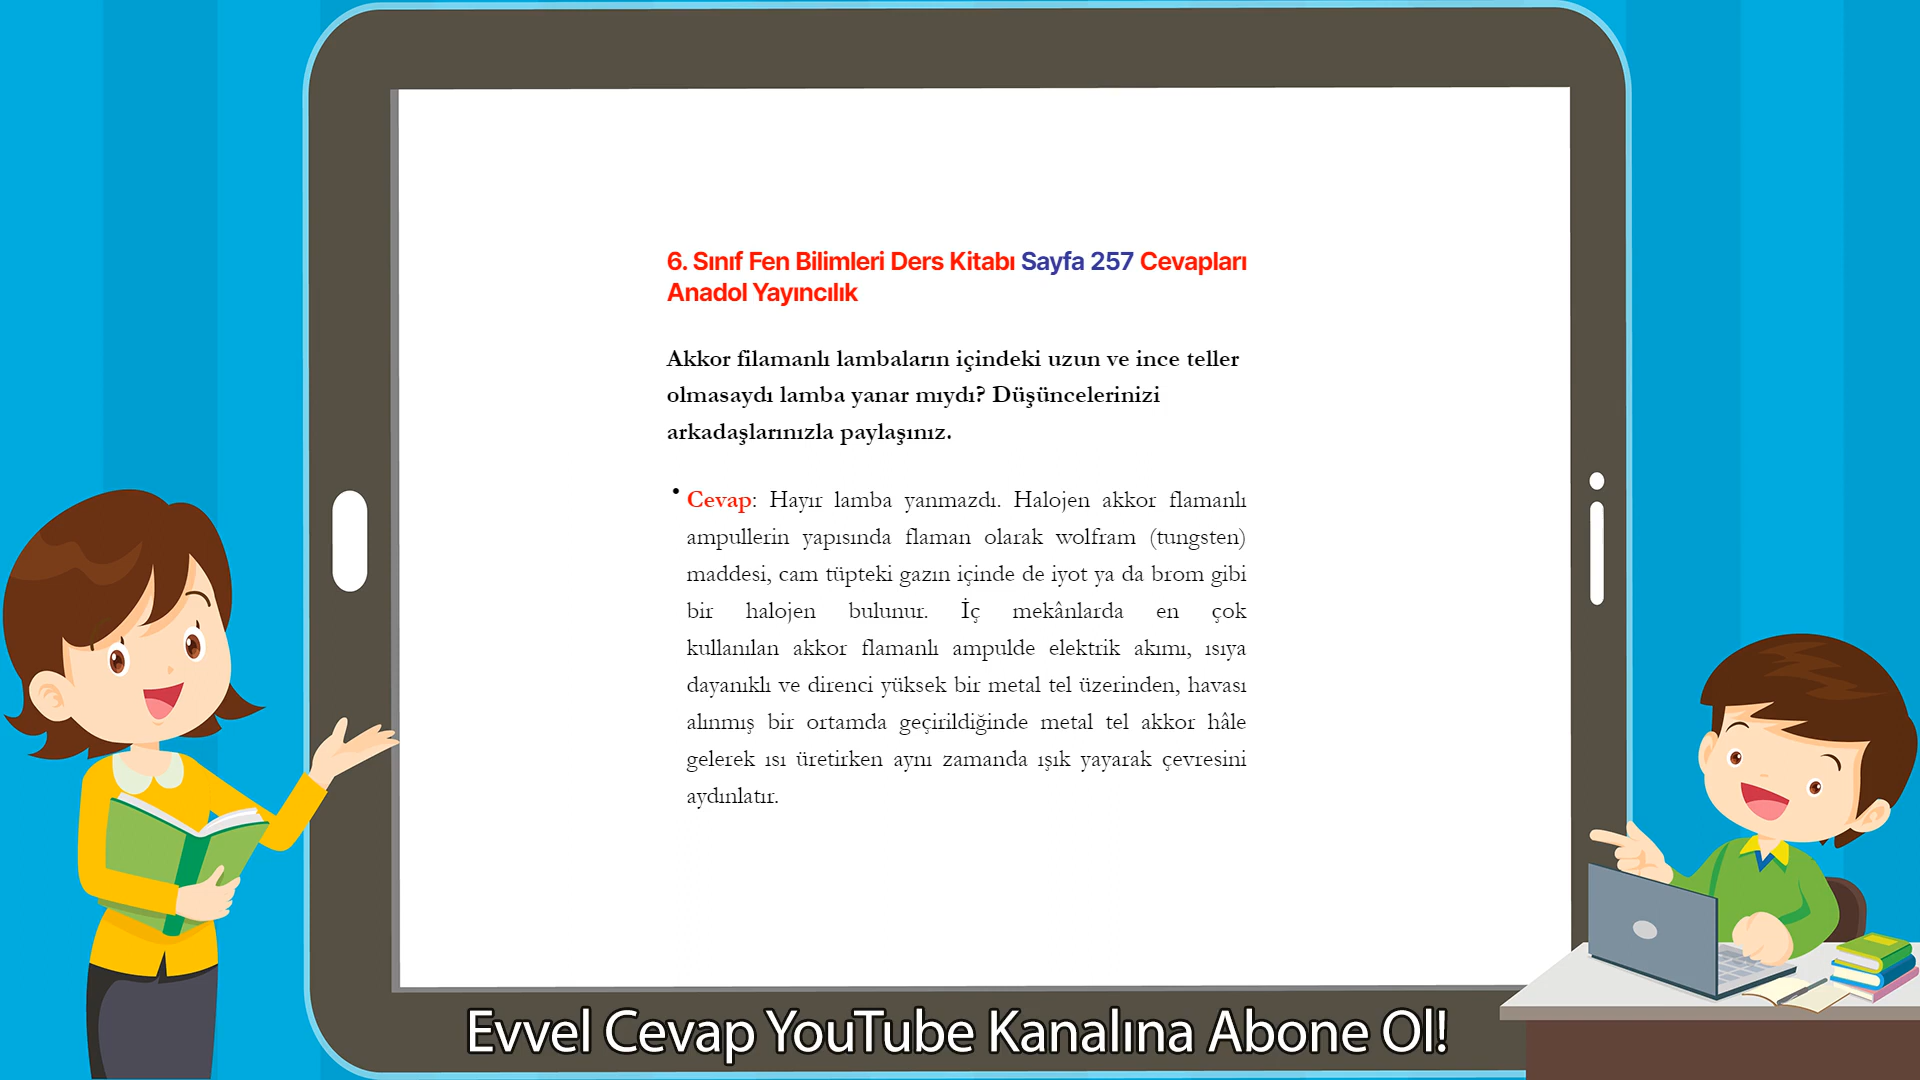 6. Sınıf Fen Bilimleri Ders Kitabı Sayfa 257 Cevapları
Anadol Yayıncılık
Akkor filamanlı lambaların içindeki uzun ve ince teller
olmasaydı lamba yanar mıydı? Düşüncelerinizi
arkadaşlarınızla paylaşınız.
• Cevap: Hayır lamba yanmazdı. Halojen akkor flamanlı
ampullerin yapısında flaman olarak wolfram (tungsten)
maddesi, cam tüpteki gazın içinde de iyot ya da brom gibi
bir halojen bulunur. İç mekânlarda en çok
kullanılan akkor flamanlı ampulde elektrik akımı, ısıya
dayanıklı ve direnci yüksek bir metal tel üzerinden, havası
alınmış bir ortamda geçirildiğinde metal tel akkor hâle
gelerek ısı üretirken aynı zamanda ışık yayarak çevresini
aydınlatır.
Evvel Cevap YouTube Kanalına Abone Ol!